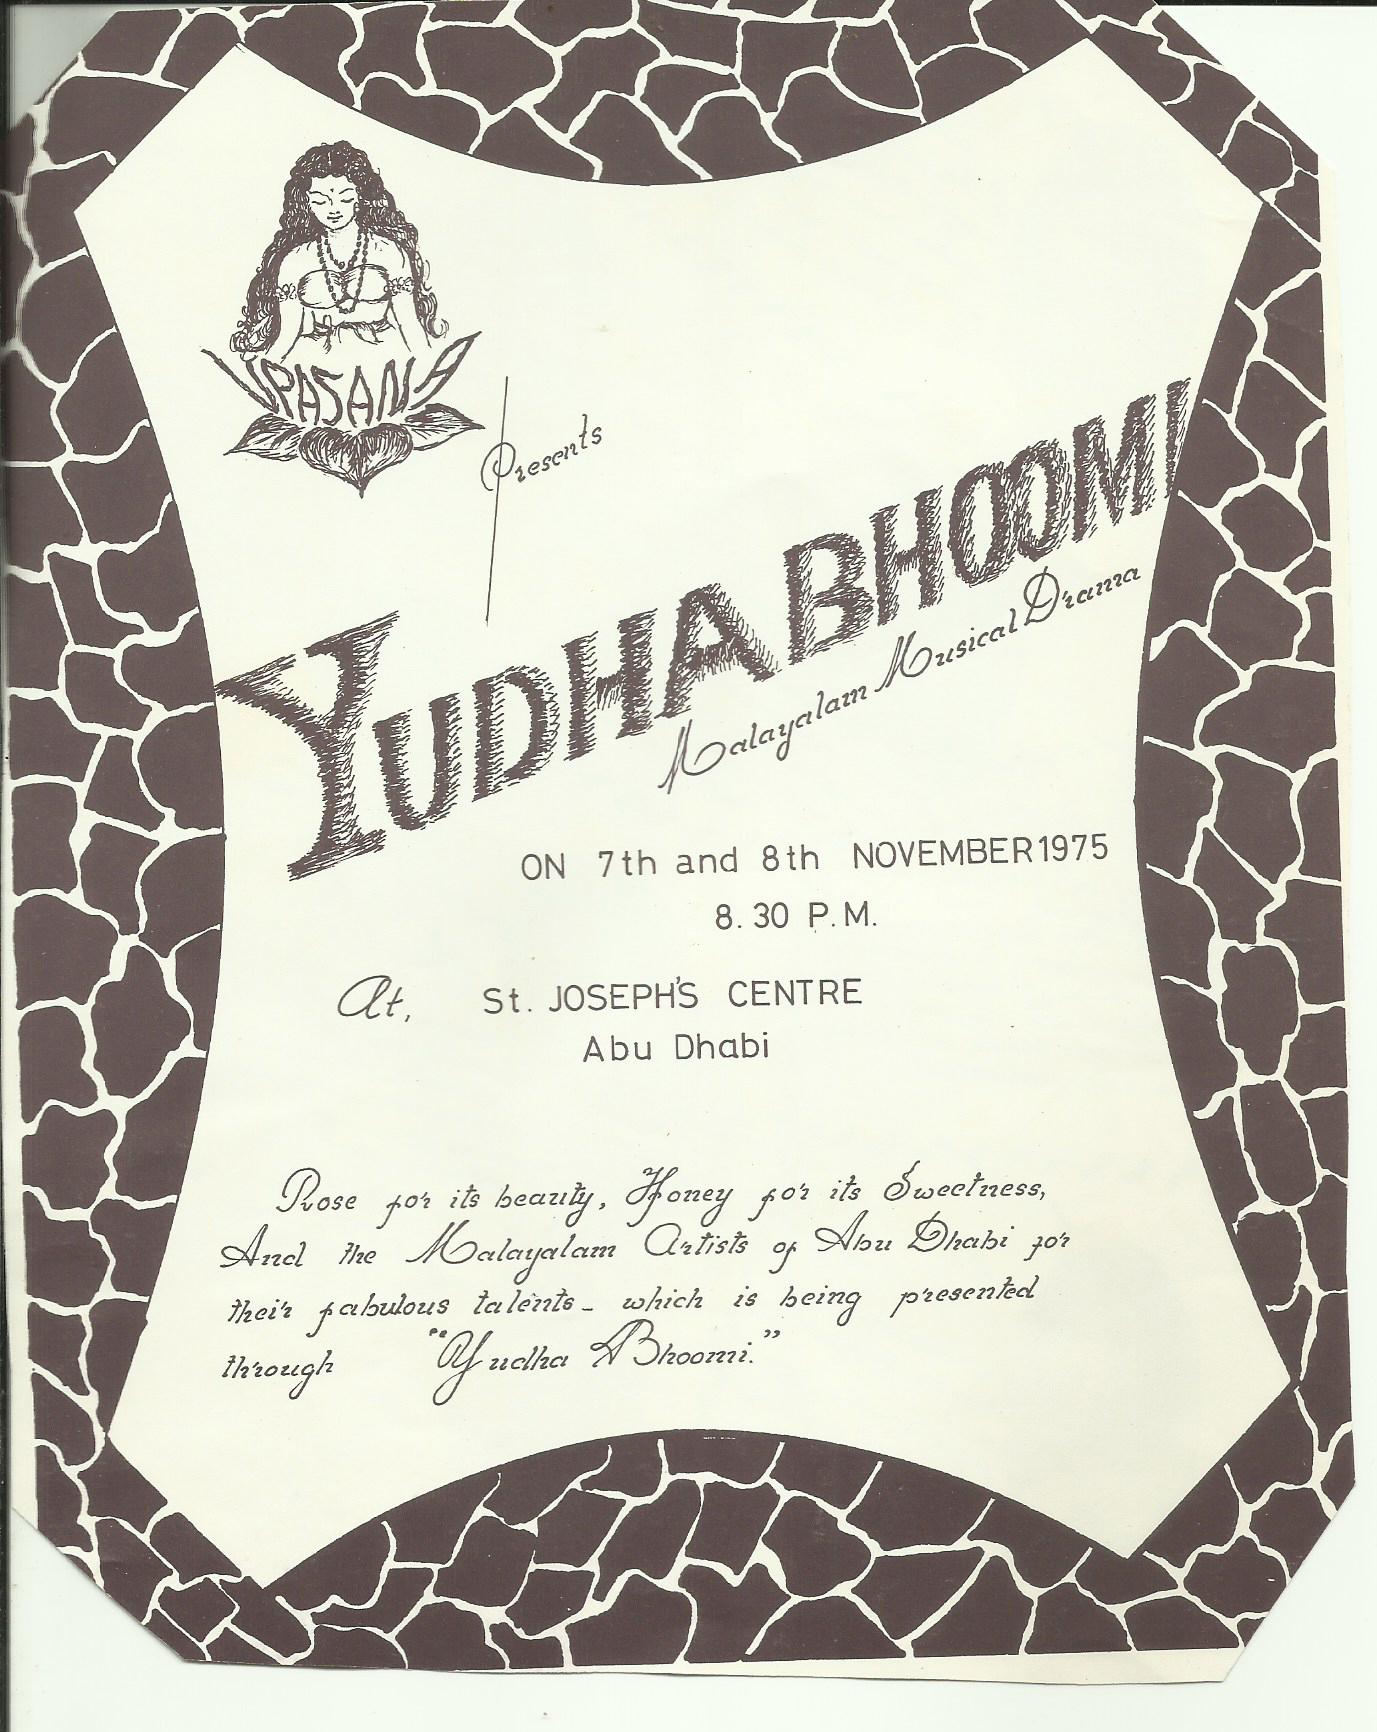 UPASANA
Presents
YUDHABHOOMI
Malayalam Musical Drama
ON 7th and 8th NOVEMBER 1975
8.30 P.M.
At, St. JOSEPH'S CENTRE
Abu Dhabi
Rose for its beauty, Honey for its Sweetness,
And the Malayalam Artists of Abu Dhabi for
their fabulous talents - which is being presented
through "Yudha Bhoomi."